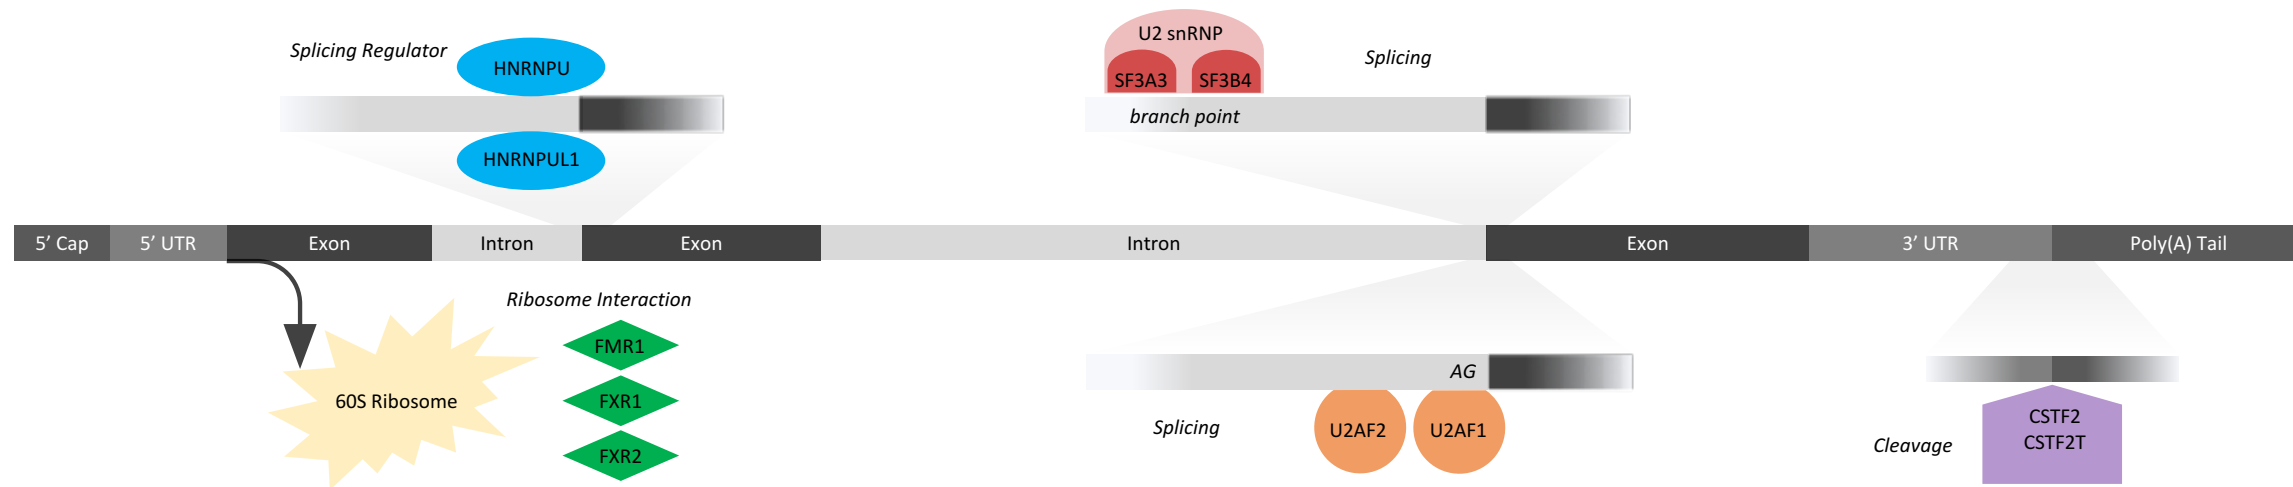 Splicing Regulator
HNRNPU
HNRNPUL1
U2 snRNP
SF3A3
SF3B4
Splicing
branch point
5’ Cap
5’ UTR
Exon
Intron
Exon
Intron
Exon
3’ UTR
Poly(A) Tail
60S Ribosome
Ribosome Interaction
FMR1
FXR1
FXR2
AG
Splicing
U2AF2
U2AF1
Cleavage
CSTF2
CSTF2T